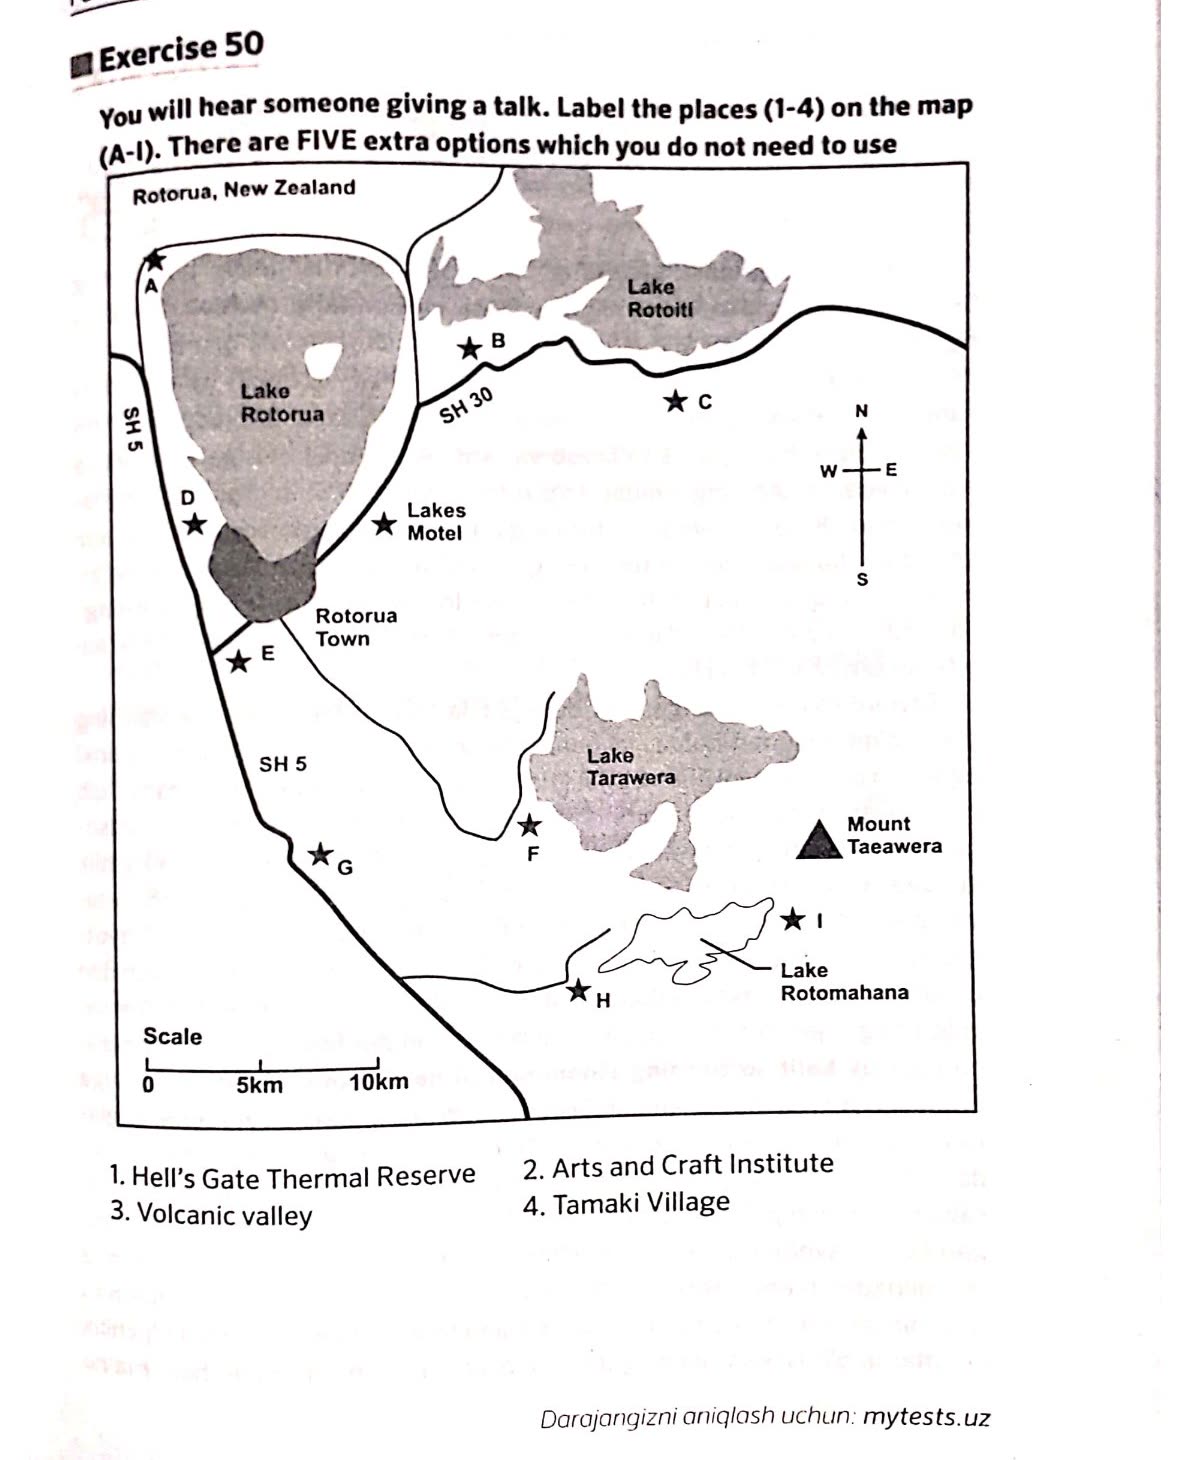 Exercise 50
You will hear someone giving a talk. Label the places (1-4) on the map
(A-I). There are FIVE extra options which you do not need to use
Rotorua, New Zealand
A
Lake
Rotoiti
B
SH 30
C
Lake
Rotorua
SH 5
N
W E
S
D
Lakes
Motel
Rotorua
Town
E
SH 5
Lake
Tarawera
Mount
Taeawera
F
G
I
Lake
Rotomahana
H
Scale
0 5km 10km
1. Hell's Gate Thermal Reserve
2. Arts and Craft Institute
3. Volcanic valley
4. Tamaki Village
Darajangizni aniqlash uchun: mytests.uz